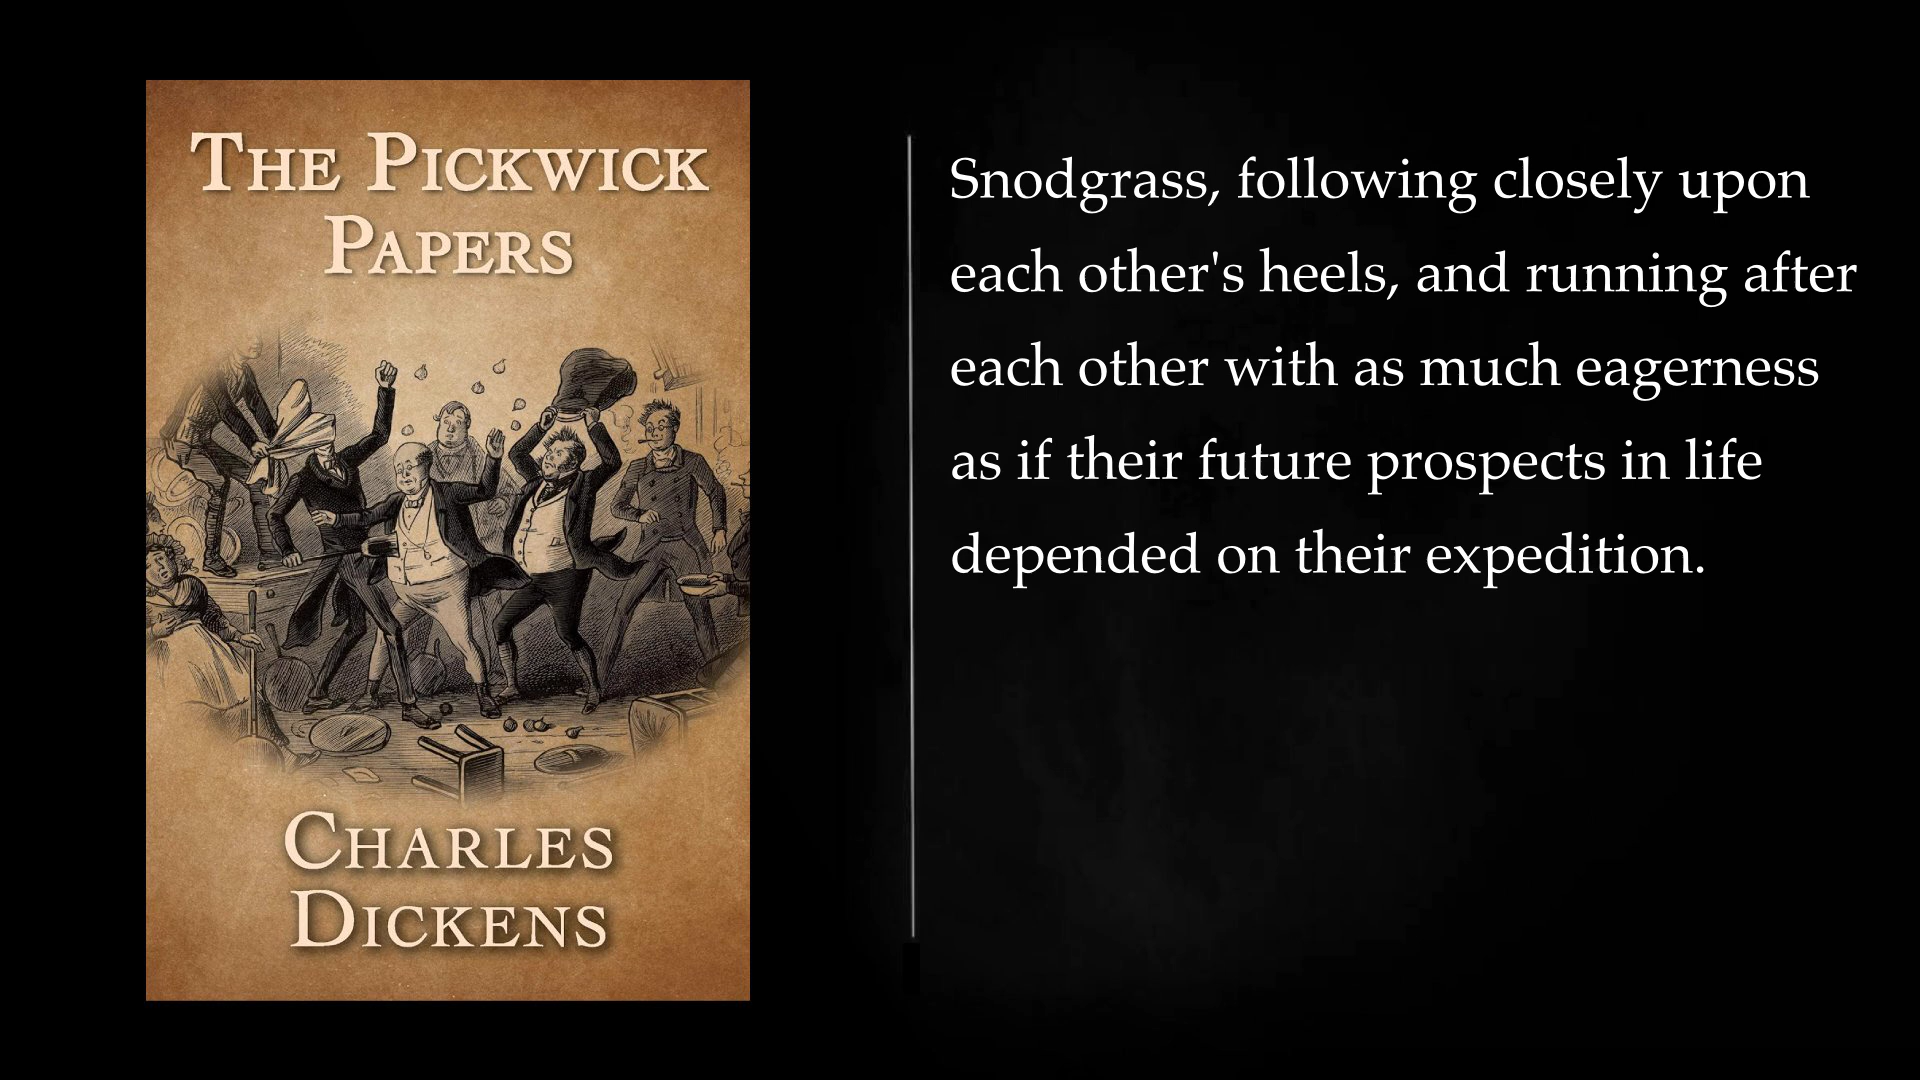 The Pickwick
Papers
Charles
Dickens
Snodgrass, following closely upon
each other's heels, and running after
each other with as much eagerness
as if their future prospects in life
depended on their expedition.